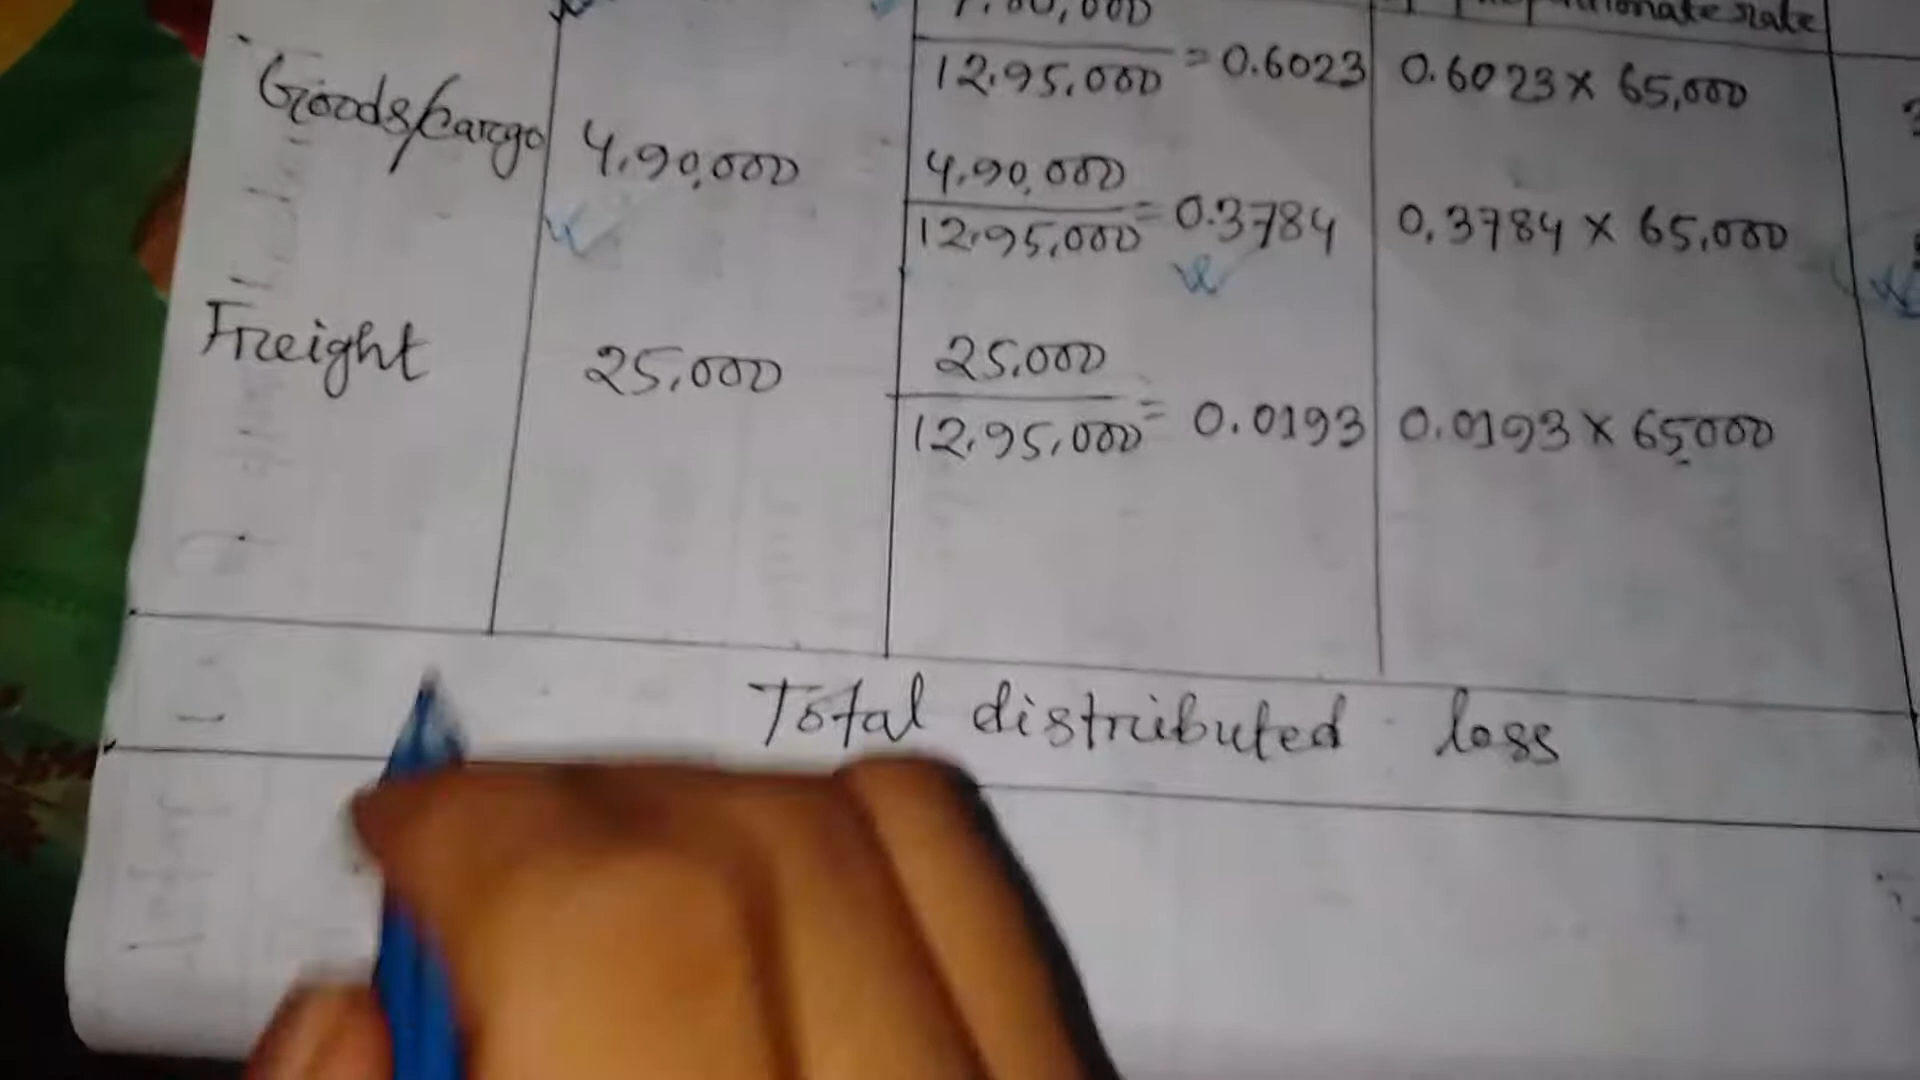 0.6023 × 65,000
12,95,000 = 0.6023
Goods/cargo 4,90,000
4,90,000
12,95,000 = 0.3784
0.3784 × 65,000
Freight 25,000
25,000
12,95,000 = 0.0193
0.0193 × 65,000
Total distributed loss